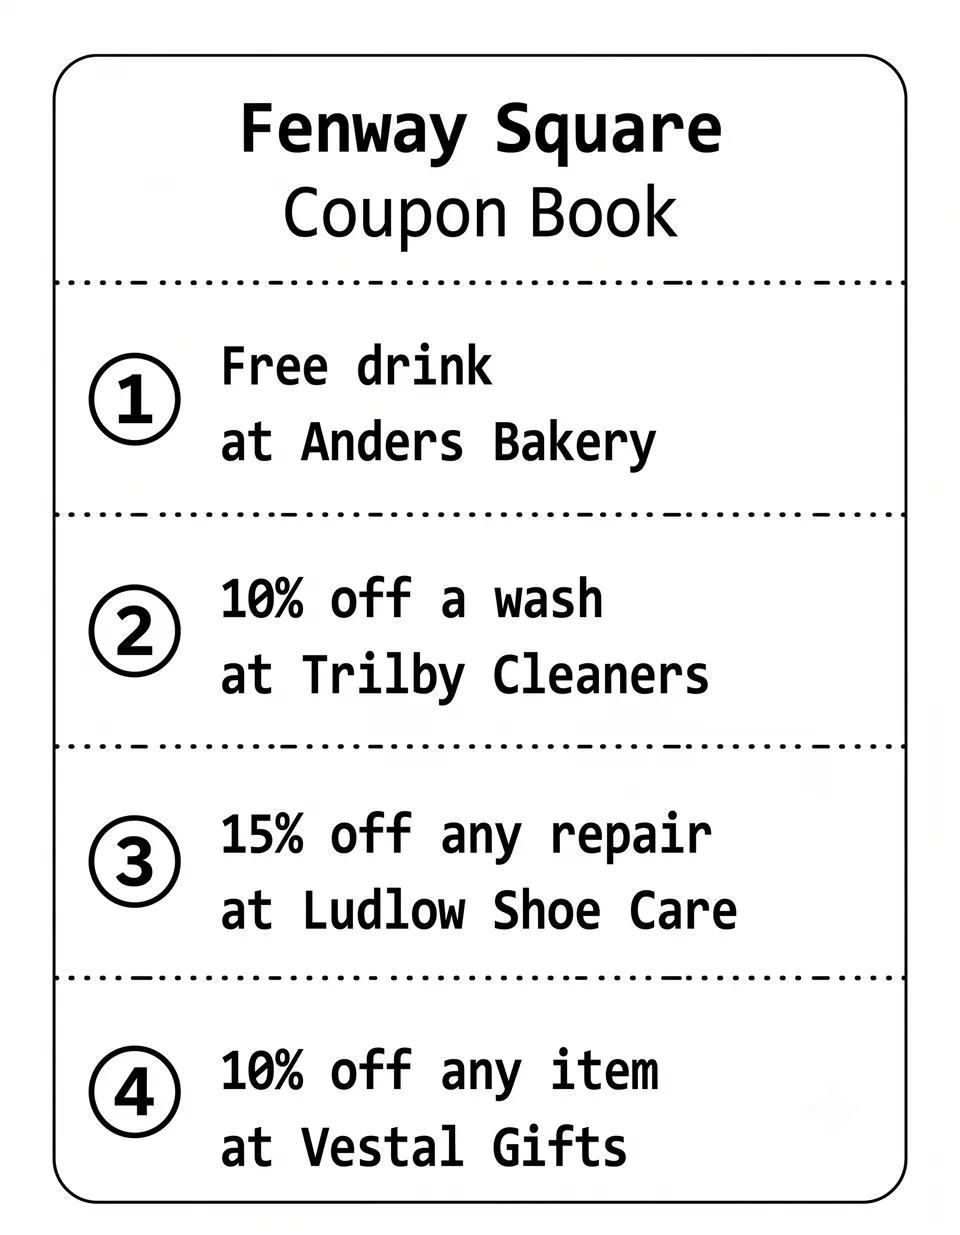 Fenway Square
Coupon Book
1
Free drink
at Anders Bakery
2
10% off a wash
at Trilby Cleaners
3
15% off any repair
at Ludlow Shoe Care
4
10% off any item
at Vestal Gifts